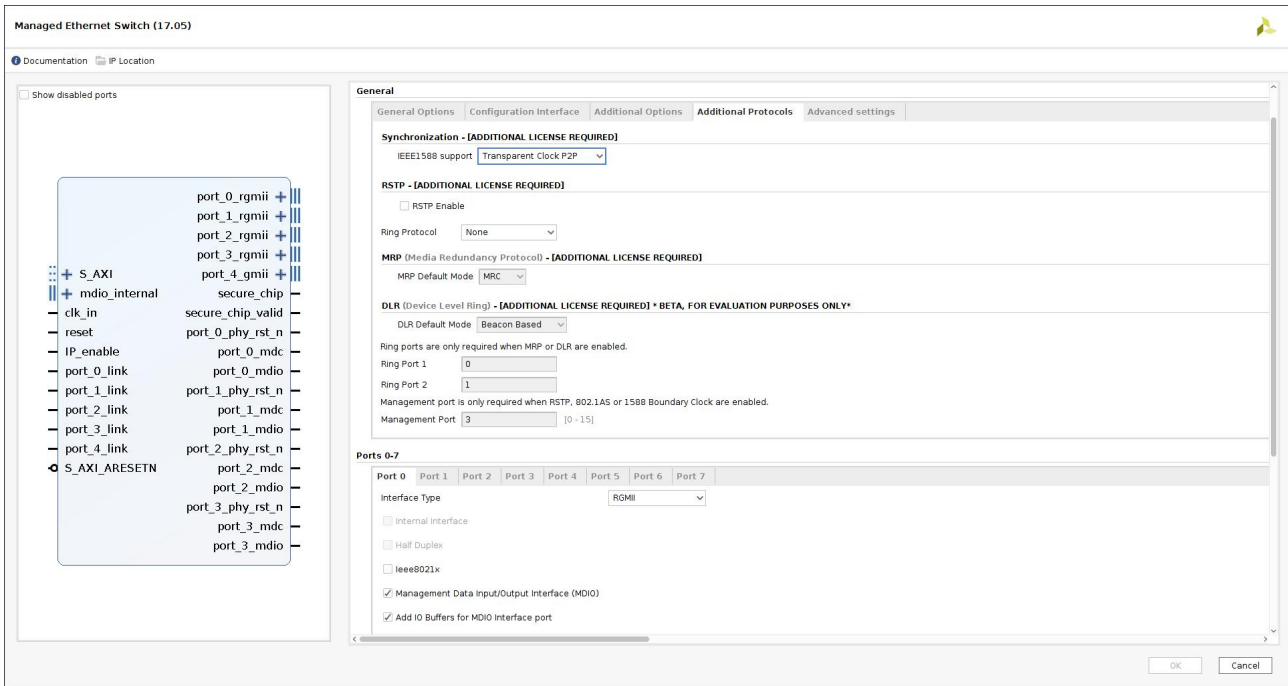 Managed Ethernet Switch (17.05)
Documentation IP Location
Show disabled ports
port_0_rgmii
port_1_rgmii
port_2_rgmii
port_3_rgmii
S_AXI port_4_gmii
mdio_internal secure_chip
clk_in secure_chip_valid
reset port_0_phy_rst_n
IP_enable port_0_mdc
port_0_link port_0_mdio
port_1_link port_1_phy_rst_n
port_2_link port_1_mdc
port_3_link port_1_mdio
port_4_link port_2_phy_rst_n
S_AXI_ARESETN port_2_mdc
port_2_mdio
port_3_phy_rst_n
port_3_mdc
port_3_mdio
General
General Options Configuration Interface Additional Options Additional Protocols Advanced settings
Synchronization - [ADDITIONAL LICENSE REQUIRED]
IEEE1588 support Transparent Clock P2P
RSTP - [ADDITIONAL LICENSE REQUIRED]
RSTP Enable
Ring Protocol None
MRP (Media Redundancy Protocol) - [ADDITIONAL LICENSE REQUIRED]
MRP Default Mode MRC
DLR (Device Level Ring) - [ADDITIONAL LICENSE REQUIRED] * BETA, FOR EVALUATION PURPOSES ONLY*
DLR Default Mode Beacon Based
Ring ports are only required when MRP or DLR are enabled.
Ring Port 1 0
Ring Port 2 1
Management port is only required when RSTP, 802.1AS or 1588 Boundary Clock are enabled.
Management Port 3 [0 - 15]
Ports 0-7
Port 0 Port 1 Port 2 Port 3 Port 4 Port 5 Port 6 Port 7
Interface Type RGMII
Internal Interface
Half Duplex
Ieee8021x
Management Data Input/Output Interface (MDIO)
Add IO Buffers for MDIO Interface port
OK Cancel